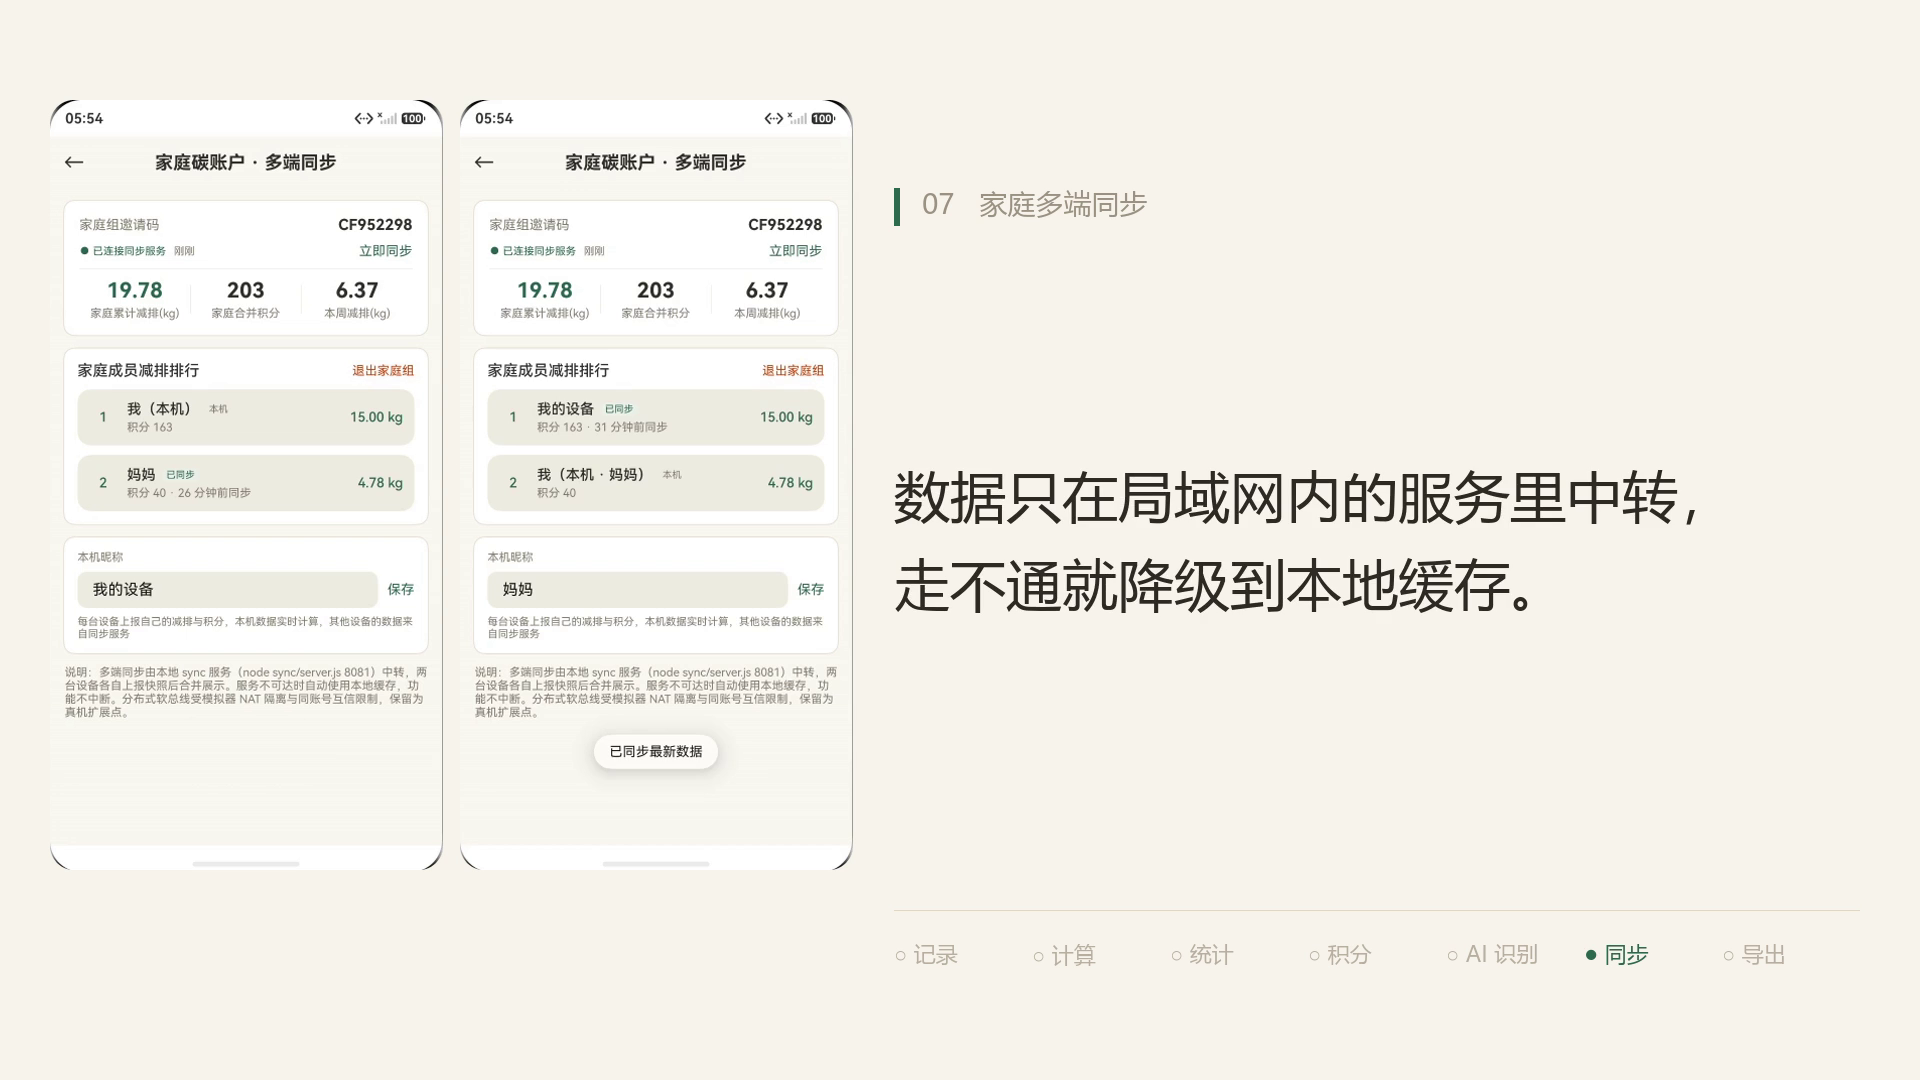 05:54
100
家庭碳账户 · 多端同步
家庭组邀请码
CF952298
已连接同步服务 刚刚
立即同步
19.78
203
6.37
家庭累计减排(kg)
家庭合并积分
本周减排(kg)
家庭成员减排排行
退出家庭组
1
我（本机） 本机
积分 163
15.00 kg
2
妈妈 已同步
积分 40 · 26 分钟前同步
4.78 kg
本机昵称
我的设备
保存
每台设备上报自己的减排与积分，本机数据实时计算，其他设备的数据来
自同步服务
说明：多端同步由本地 sync 服务（node sync/server.js 8081）中转，两
台设备各自上报快照后合并展示。服务不可达时自动使用本地缓存，功
能不中断。分布式软总线受模拟器 NAT 隔离与同账号互信限制，保留为
真机扩展点。
05:54
100
家庭碳账户 · 多端同步
家庭组邀请码
CF952298
已连接同步服务 刚刚
立即同步
19.78
203
6.37
家庭累计减排(kg)
家庭合并积分
本周减排(kg)
家庭成员减排排行
退出家庭组
1
我的设备 已同步
积分 163 · 31 分钟前同步
15.00 kg
2
我（本机 · 妈妈） 本机
积分 40
4.78 kg
本机昵称
妈妈
保存
每台设备上报自己的减排与积分，本机数据实时计算，其他设备的数据来
自同步服务
说明：多端同步由本地 sync 服务（node sync/server.js 8081）中转，两
台设备各自上报快照后合并展示。服务不可达时自动使用本地缓存，功
能不中断。分布式软总线受模拟器 NAT 隔离与同账号互信限制，保留为
真机扩展点。
已同步最新数据
07 家庭多端同步
数据只在局域网内的服务里中转，
走不通就降级到本地缓存。
记录
计算
统计
积分
AI 识别
同步
导出